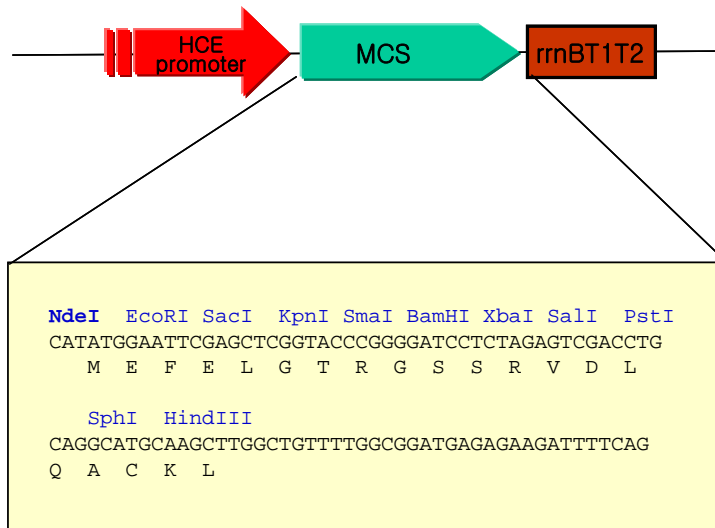 HCE
promoter
MCS
rrnBT1T2
NdeI EcoRI SacI KpnI SmaI BamHI XbaI SalI PstI
CATATGGAATTCGAGCTCGGTACCCGGGGATCCTCTAGAGTCGACCTG
M E F E L G T R G S S R V D L
SphI HindIII
CAGGCATGCAAGCTTGGCTGTTTTGGCGGATGAGAGAAGATTTTCAG
Q A C K L